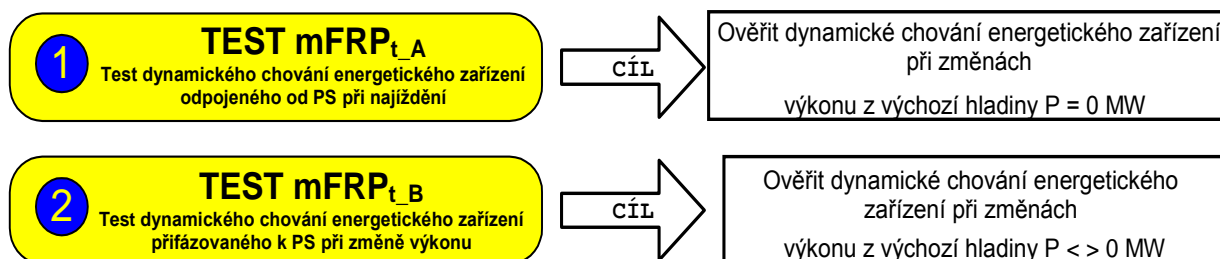 1
TEST mFRPt_A
Test dynamického chování energetického zařízení
odpojeného od PS při najíždění
CÍL
Ověřit dynamické chování energetického zařízení
při změnách
výkonu z výchozí hladiny P = 0 MW
2
TEST mFRPt_B
Test dynamického chování energetického zařízení
přifázovaného k PS při změně výkonu
CÍL
Ověřit dynamické chování energetického
zařízení při změnách
výkonu z výchozí hladiny P < > 0 MW